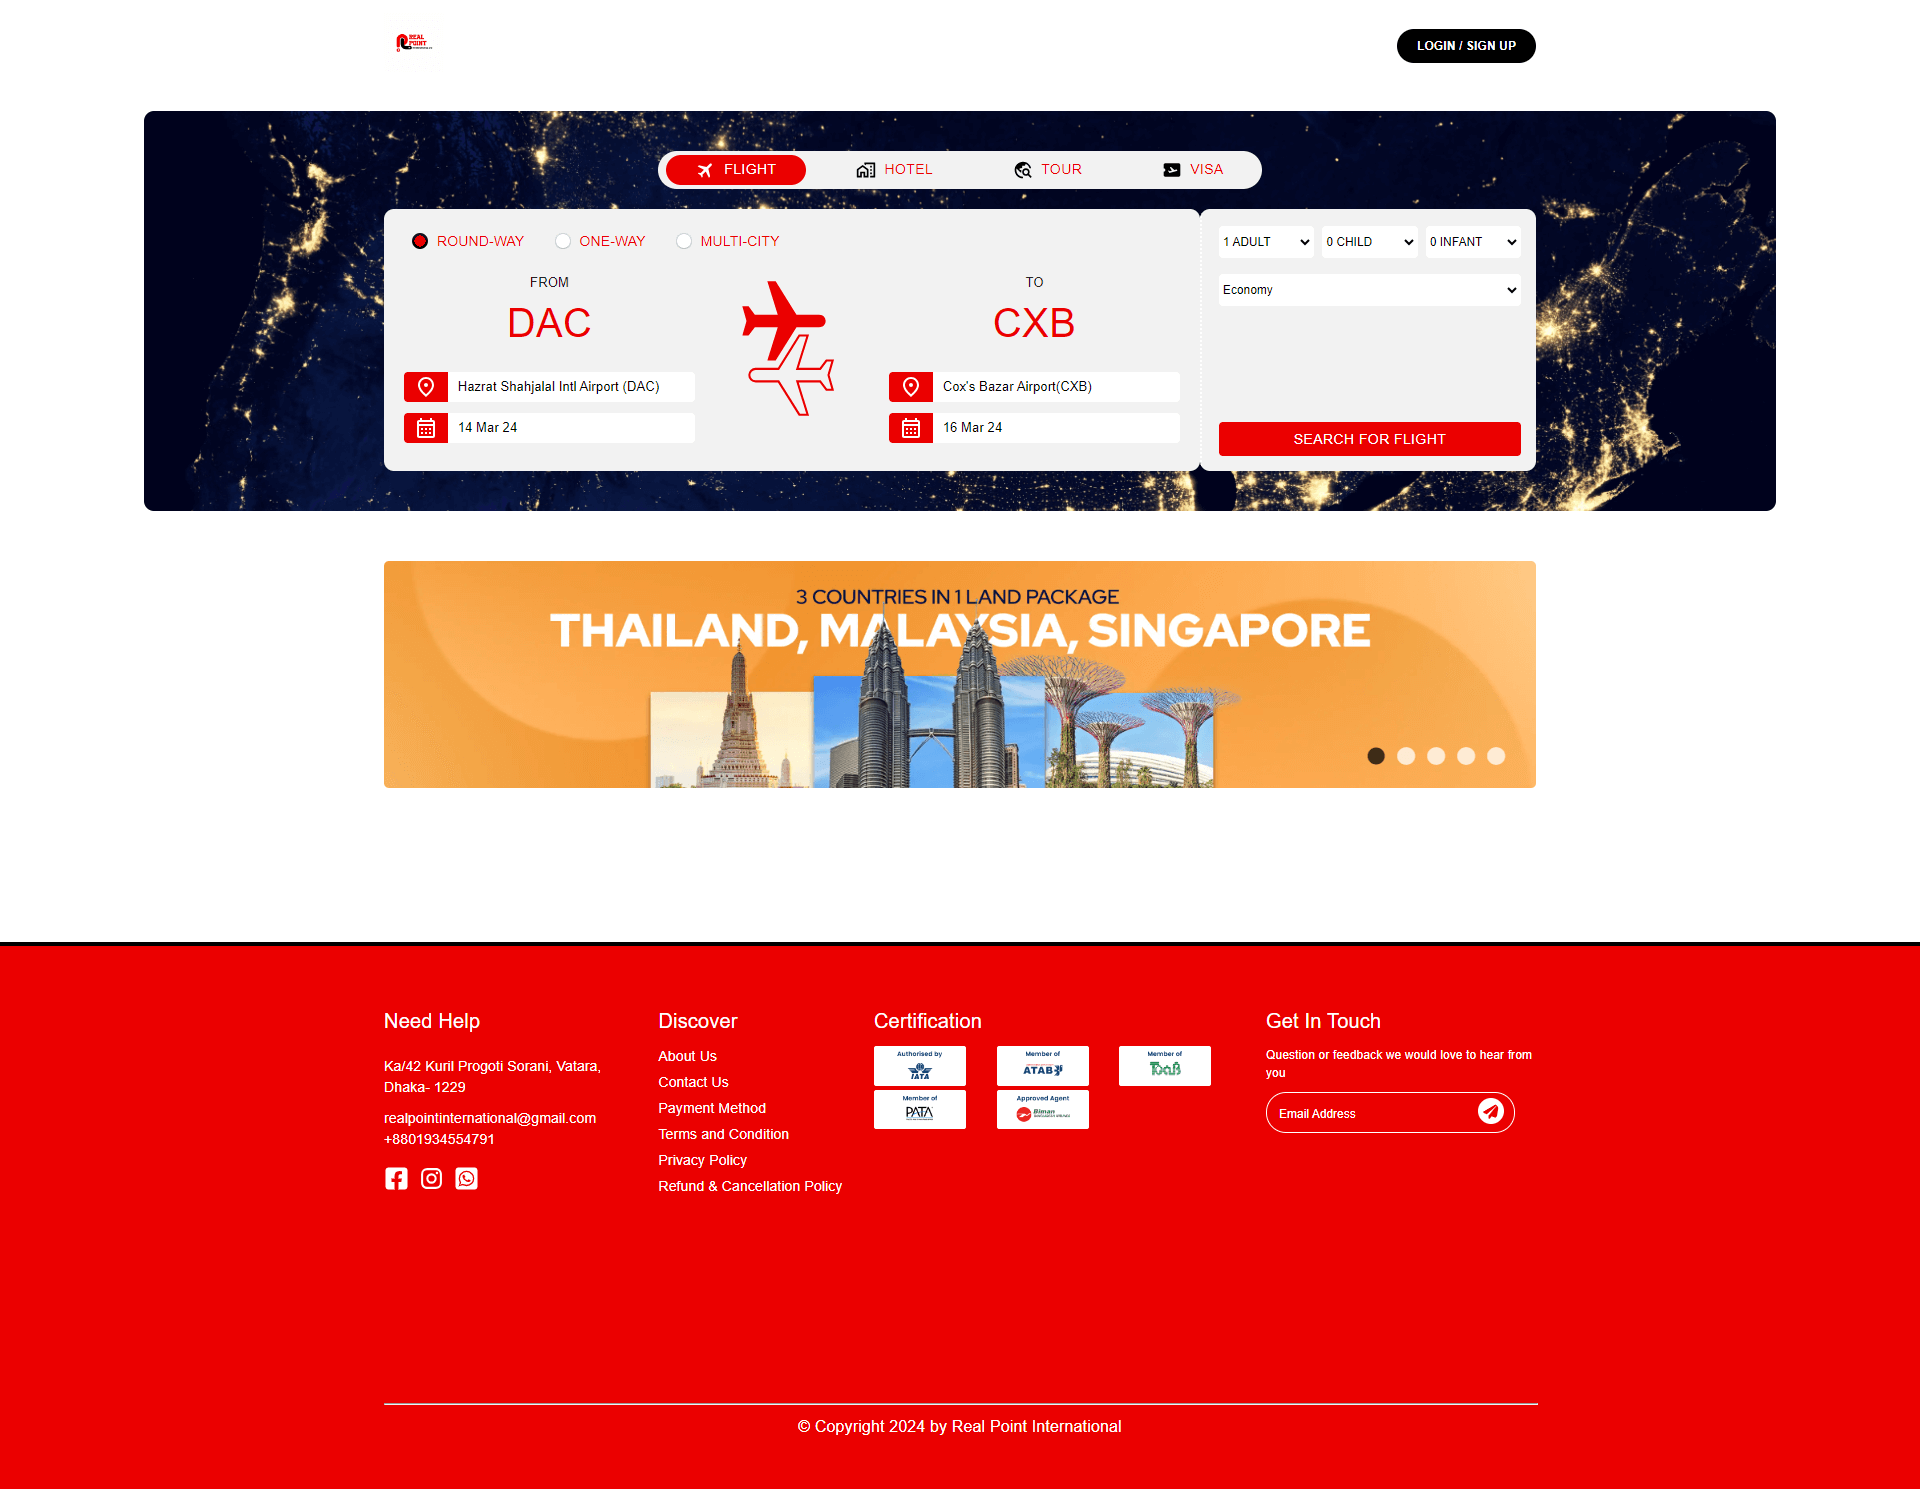 REAL
POINT
LOGIN / SIGN UP
FLIGHT
HOTEL
TOUR
VISA
ROUND-WAY
ONE-WAY
MULTI-CITY
1 ADULT
0 CHILD
0 INFANT
FROM
TO
Economy
DAC
CXB
Hazrat Shahjalal Intl Airport (DAC)
Cox's Bazar Airport(CXB)
14 Mar 24
16 Mar 24
SEARCH FOR FLIGHT
3 COUNTRIES IN 1 LAND PACKAGE
THAILAND, MALAYSIA, SINGAPORE
Need Help
Ka/42 Kuril Progoti Sorani, Vatara,
Dhaka- 1229
realpointinternational@gmail.com
+8801934554791
Discover
About Us
Contact Us
Payment Method
Terms and Condition
Privacy Policy
Refund & Cancellation Policy
Certification
Authorised by
IATA
Member of
ATAB
Member of
Toab
Member of
PATA
Approved Agent
Biman
Get In Touch
Question or feedback we would love to hear from
you
Email Address
© Copyright 2024 by Real Point International